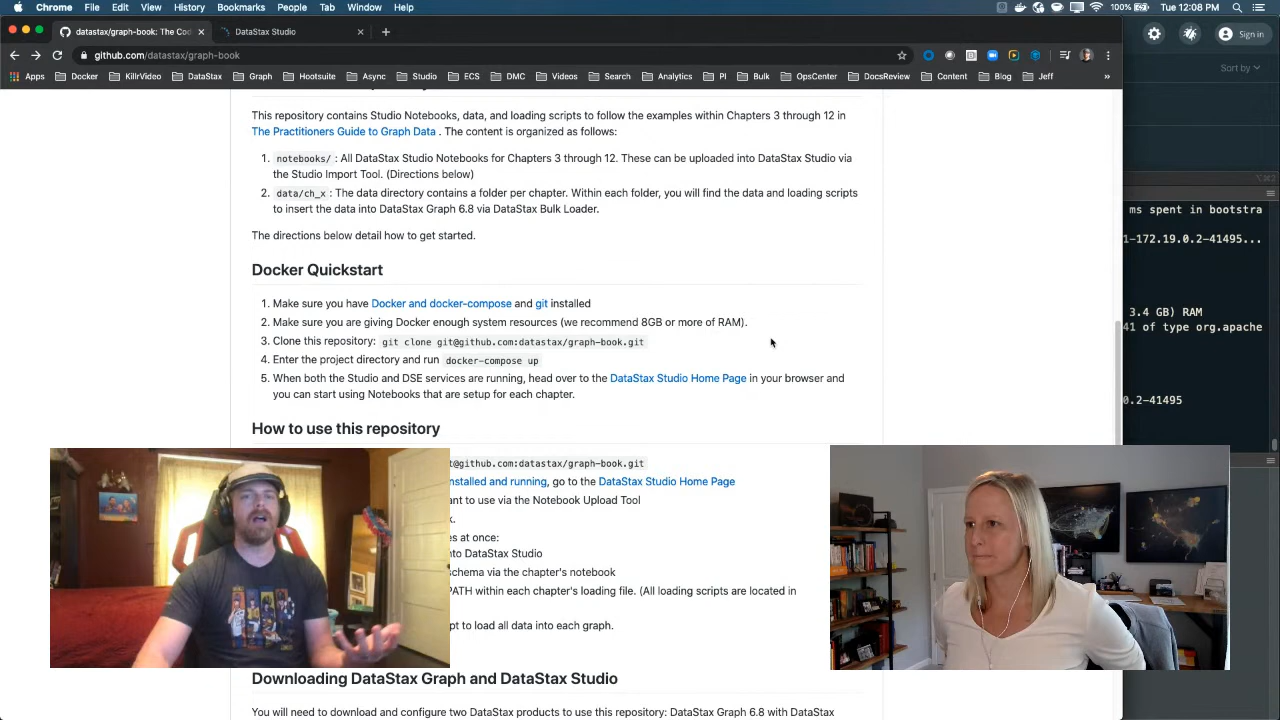 Chrome File Edit View History Bookmarks People Tab Window Help
100% Tue 12:08 PM
datastax/graph-book: The Cod
DataStax Studio
github.com/datastax/graph-book
Apps Docker KillrVideo DataStax Graph Hootsuite Async Studio ECS DMC Videos Search Analytics PI Bulk OpsCenter DocsReview Content Blog Jeff »
Sign in
Sort by
This repository contains Studio Notebooks, data, and loading scripts to follow the examples within Chapters 3 through 12 in
The Practitioners Guide to Graph Data . The content is organized as follows:
1. notebooks/ : All DataStax Studio Notebooks for Chapters 3 through 12. These can be uploaded into DataStax Studio via
the Studio Import Tool. (Directions below)
2. data/ch_x : The data directory contains a folder per chapter. Within each folder, you will find the data and loading scripts
to insert the data into DataStax Graph 6.8 via DataStax Bulk Loader.
The directions below detail how to get started.
Docker Quickstart
1. Make sure you have Docker and docker-compose and git installed
2. Make sure you are giving Docker enough system resources (we recommend 8GB or more of RAM).
3. Clone this repository: git clone git@github.com:datastax/graph-book.git
4. Enter the project directory and run docker-compose up
5. When both the Studio and DSE services are running, head over to the DataStax Studio Home Page in your browser and
you can start using Notebooks that are setup for each chapter.
How to use this repository
t@github.com:datastax/graph-book.git
nstalled and running, go to the DataStax Studio Home Page
ant to use via the Notebook Upload Tool
k.
es at once:
nto DataStax Studio
schema via the chapter's notebook
PATH within each chapter's loading file. (All loading scripts are located in
pt to load all data into each graph.
Downloading DataStax Graph and DataStax Studio
You will need to download and configure two DataStax products to use this repository: DataStax Graph 6.8 with DataStax
ms spent in bootstra
1-172.19.0.2-41495...
3.4 GB) RAM
41 of type org.apache
0.2-41495